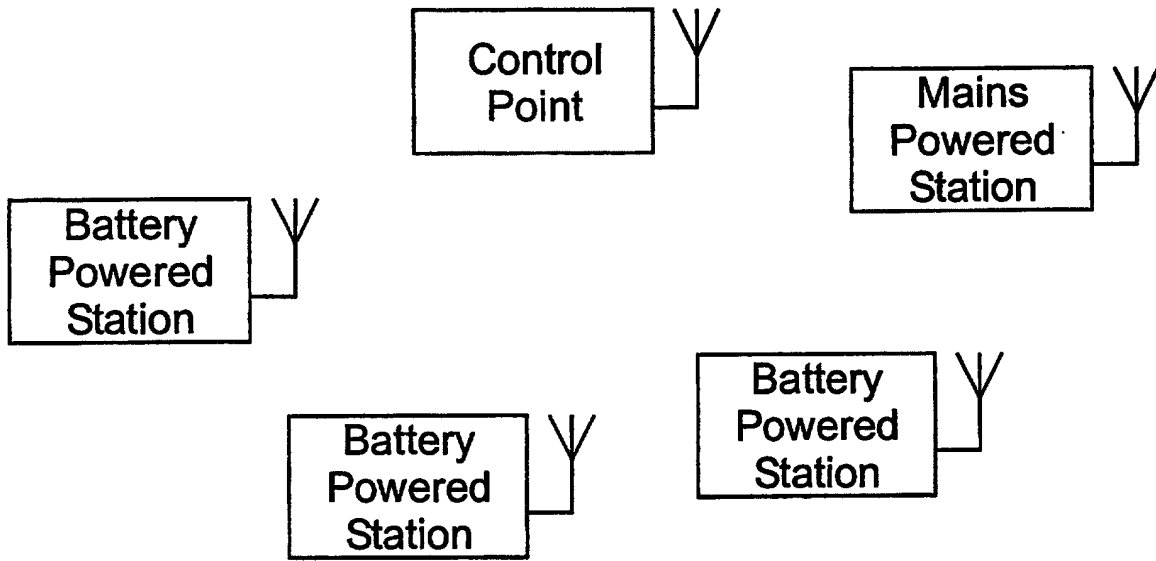 Control
Point
Mains
Powered
Station
Battery
Powered
Station
Battery
Powered
Station
Battery
Powered
Station